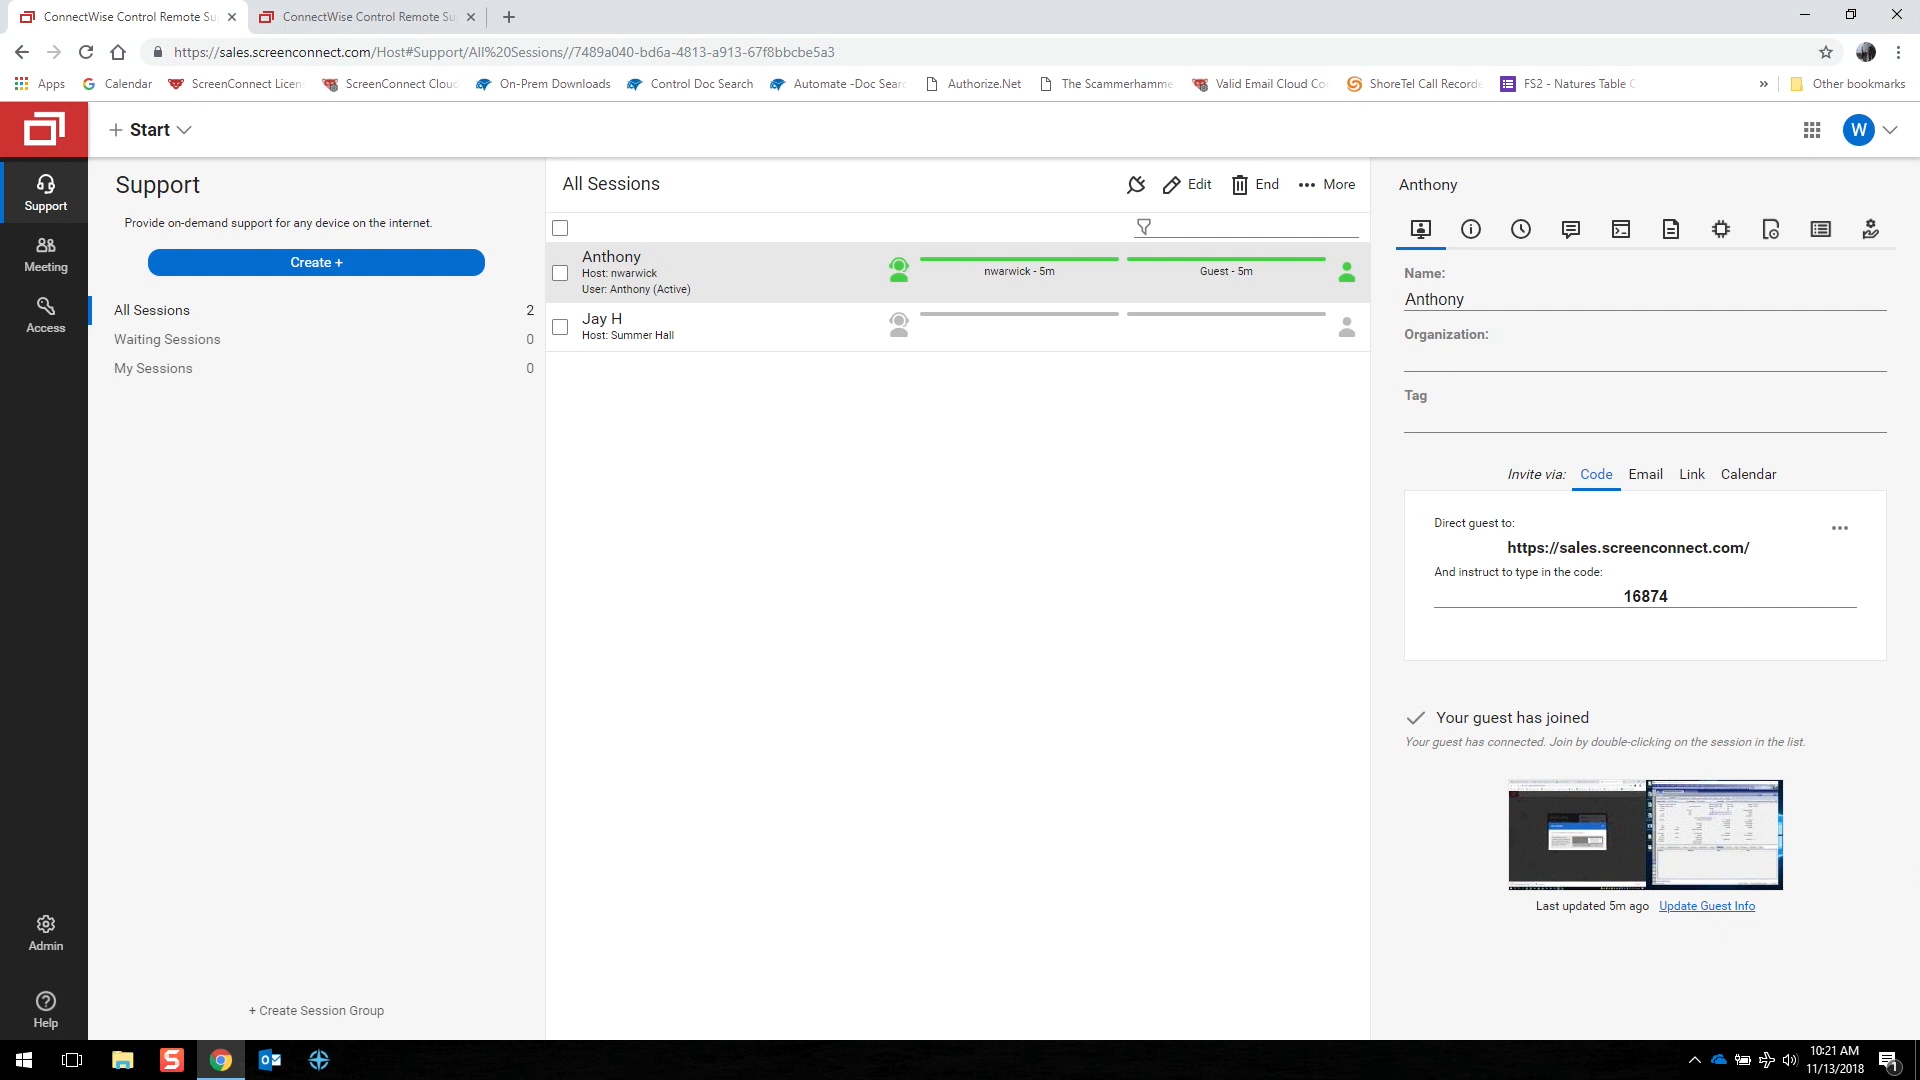 ConnectWise Control Remote Su
ConnectWise Control Remote Su
https://sales.screenconnect.com/Host#Support/All%20Sessions//7489a040-bd6a-4813-a913-67f8bbcbe5a3
Apps
Calendar
ScreenConnect Licen
ScreenConnect Clou
On-Prem Downloads
Control Doc Search
Automate -Doc Sear
Authorize.Net
The Scammerhamme
Valid Email Cloud Co
ShoreTel Call Record
FS2 - Natures Table C
»
Other bookmarks
+ Start
W
Support
Meeting
Access
Admin
Help
Support
Provide on-demand support for any device on the internet.
Create +
All Sessions 2
Waiting Sessions 0
My Sessions 0
+ Create Session Group
All Sessions
Edit
End
More
Anthony
Host: nwarwick
User: Anthony (Active)
nwarwick - 5m
Guest - 5m
Jay H
Host: Summer Hall
Anthony
Name:
Anthony
Organization:
Tag
Invite via: Code Email Link Calendar
Direct guest to:
https://sales.screenconnect.com/
And instruct to type in the code:
16874
Your guest has joined
Your guest has connected. Join by double-clicking on the session in the list.
Last updated 5m ago Update Guest Info
10:21 AM
11/13/2018
1